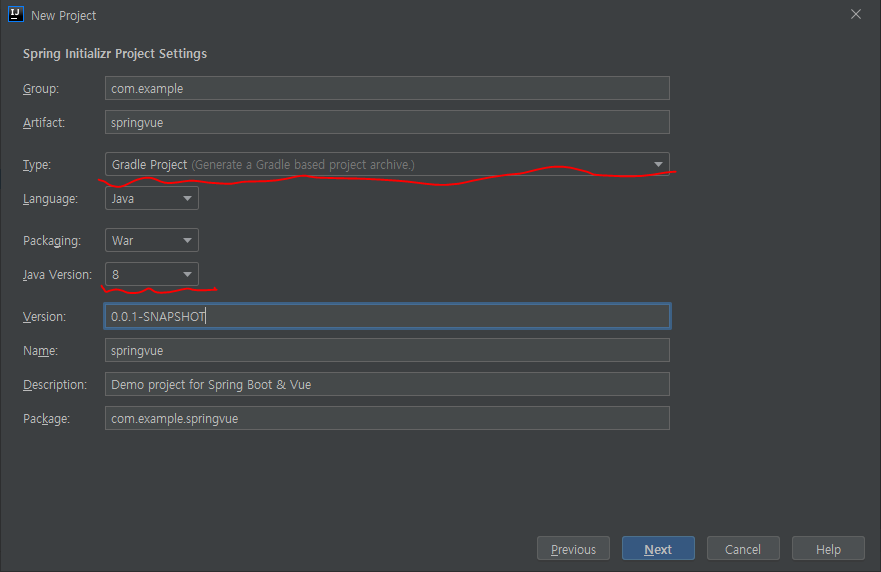 IJ New Project
Spring Initializr Project Settings
Group: com.example
Artifact: springvue
Type: Gradle Project (Generate a Gradle based project archive.)
Language: Java
Packaging: War
Java Version: 8
Version: 0.0.1-SNAPSHOT
Name: springvue
Description: Demo project for Spring Boot & Vue
Package: com.example.springvue
Previous Next Cancel Help